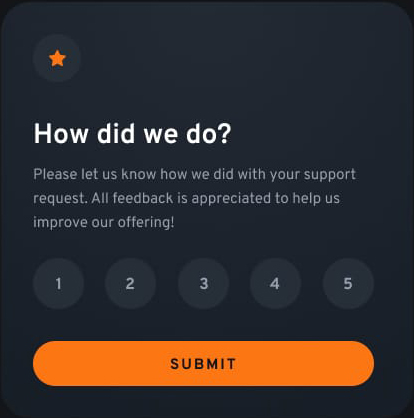 How did we do?
Please let us know how we did with your support
request. All feedback is appreciated to help us
improve our offering!
1 2 3 4 5
SUBMIT